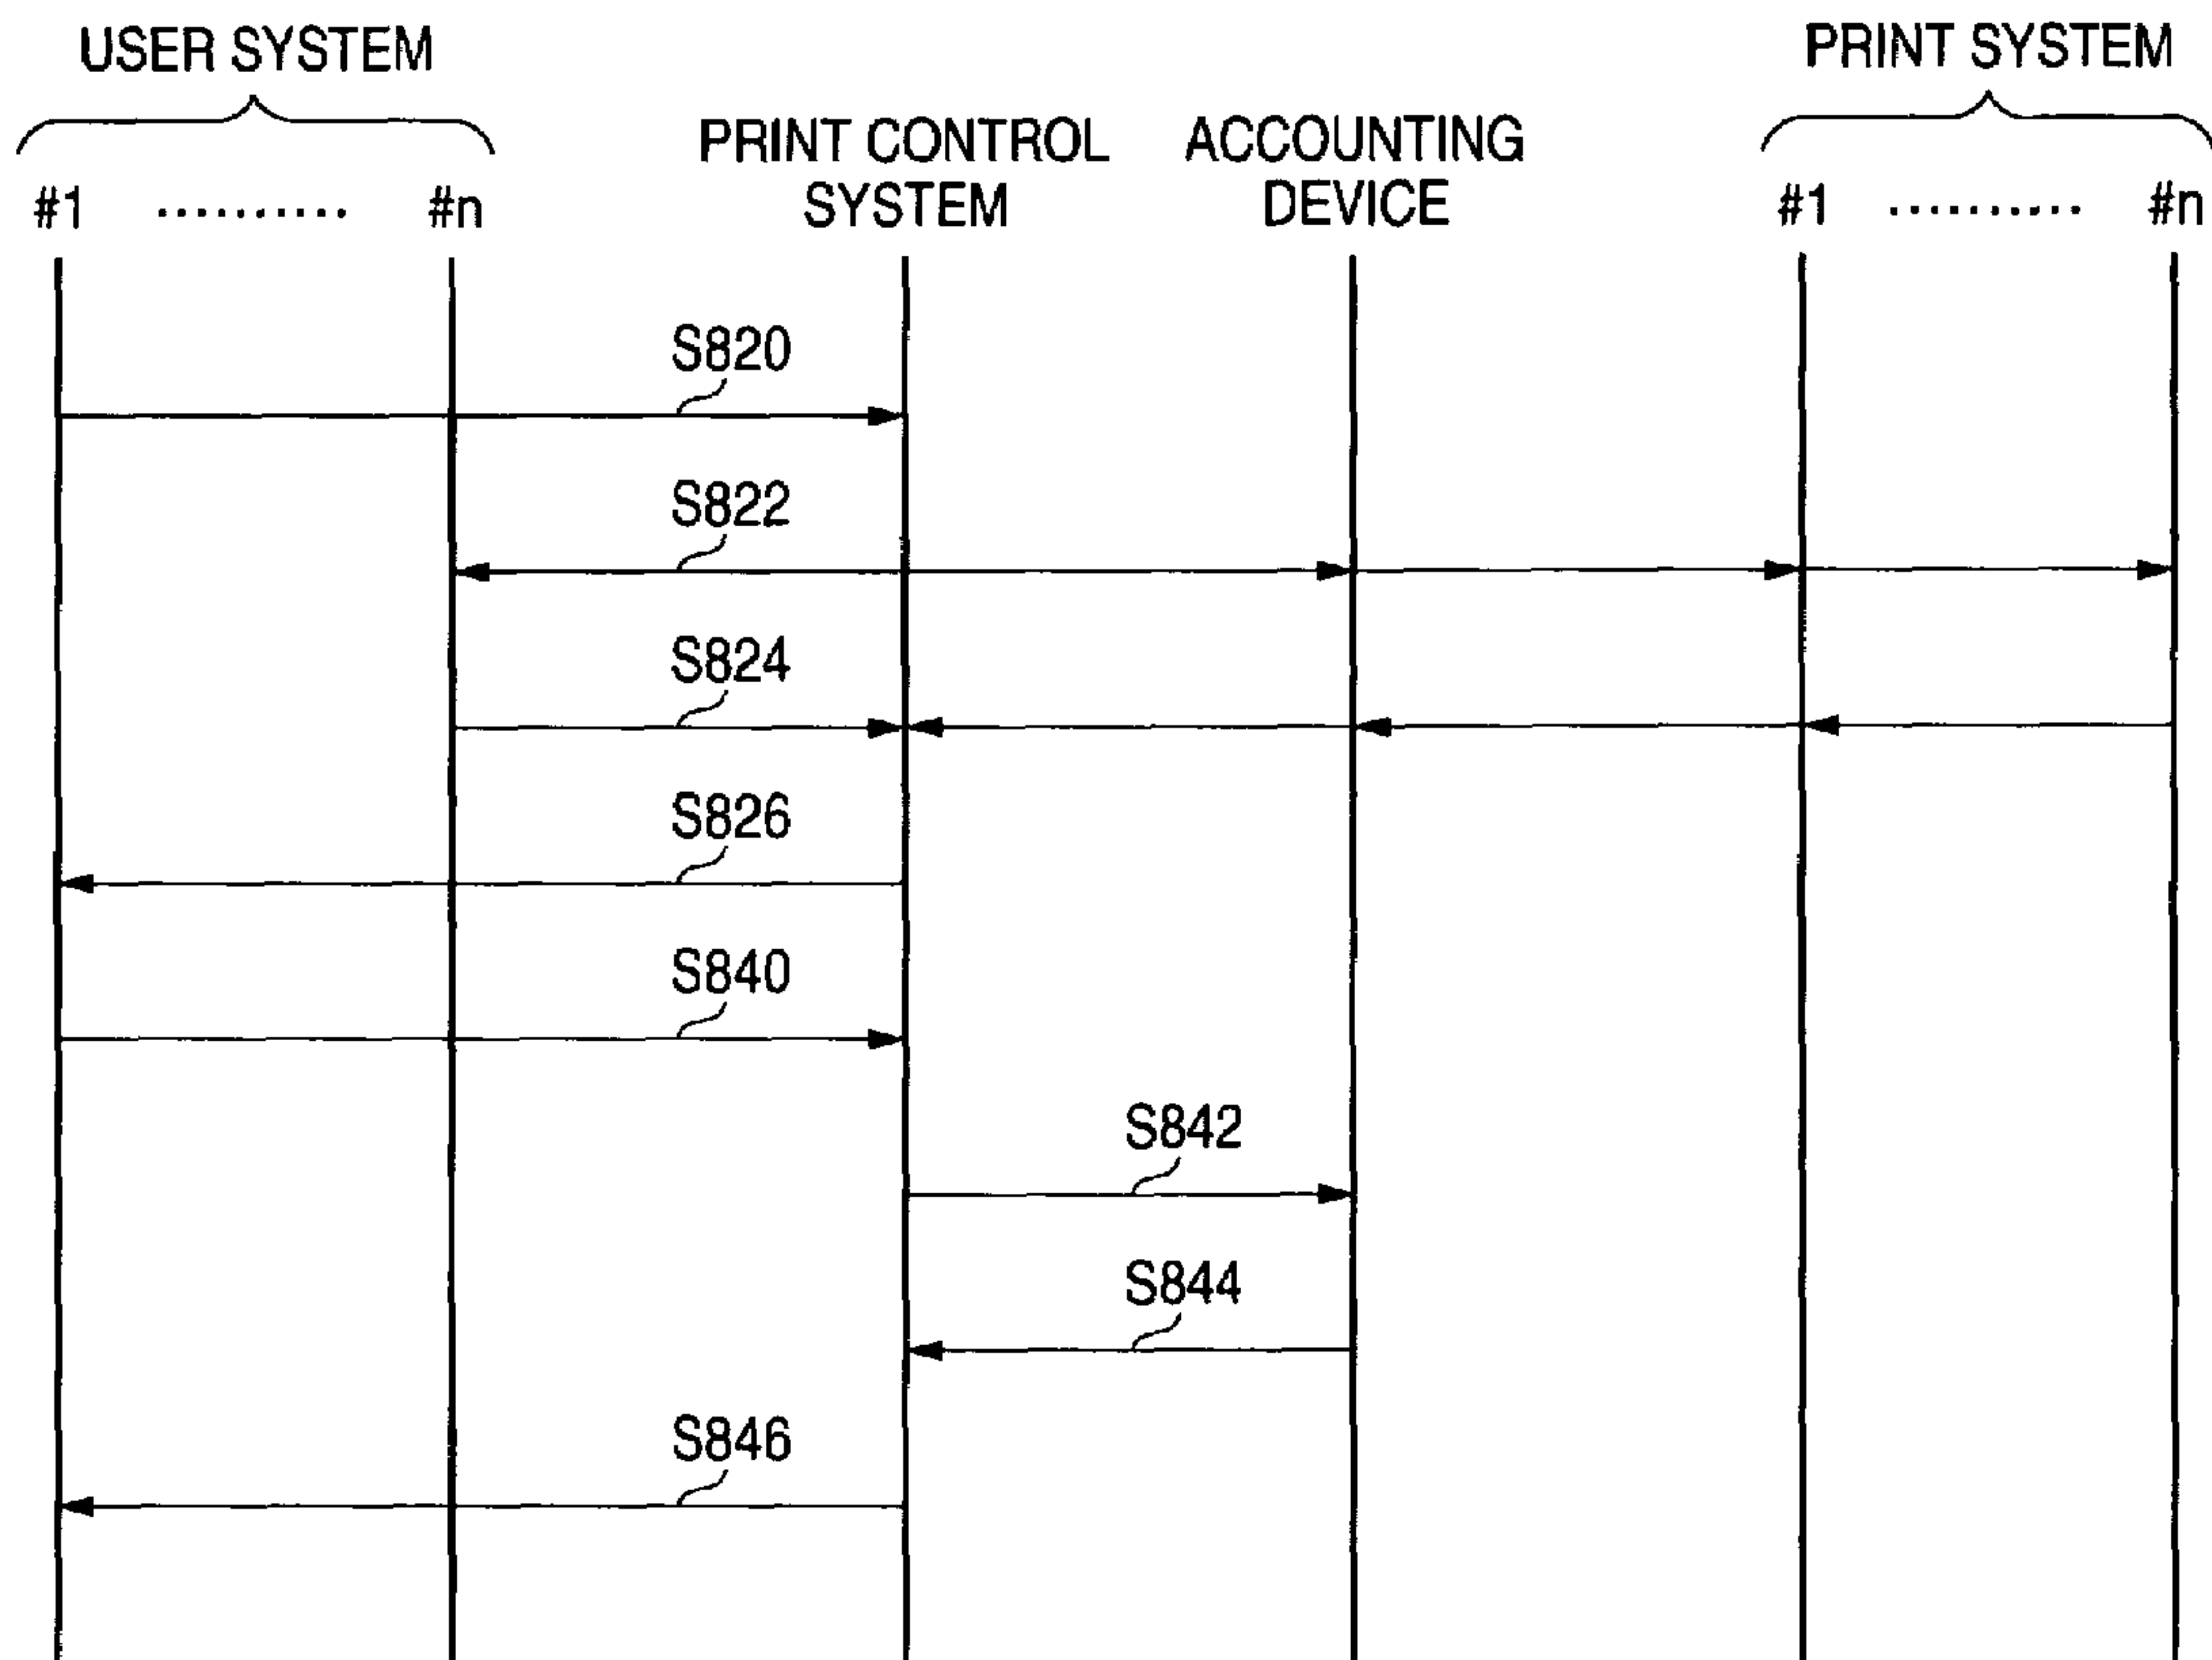 USER SYSTEM
PRINT SYSTEM
PRINT CONTROL
SYSTEM
ACCOUNTING
DEVICE
#1 .......... #n
#1 .......... #n
S820
S822
S824
S826
S840
S842
S844
S846